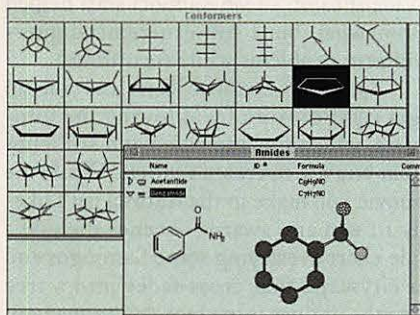 Conformers
Amides
Name ID Formula
Acetanilide C8H9NO
Benzamide C7H7NO
O
NH2